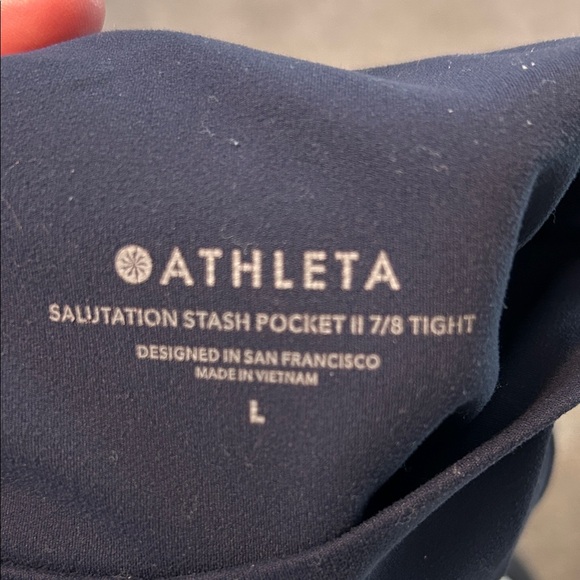 ATHLETA
SALUTATION STASH POCKET II 7/8 TIGHT
DESIGNED IN SAN FRANCISCO
MADE IN VIETNAM
L